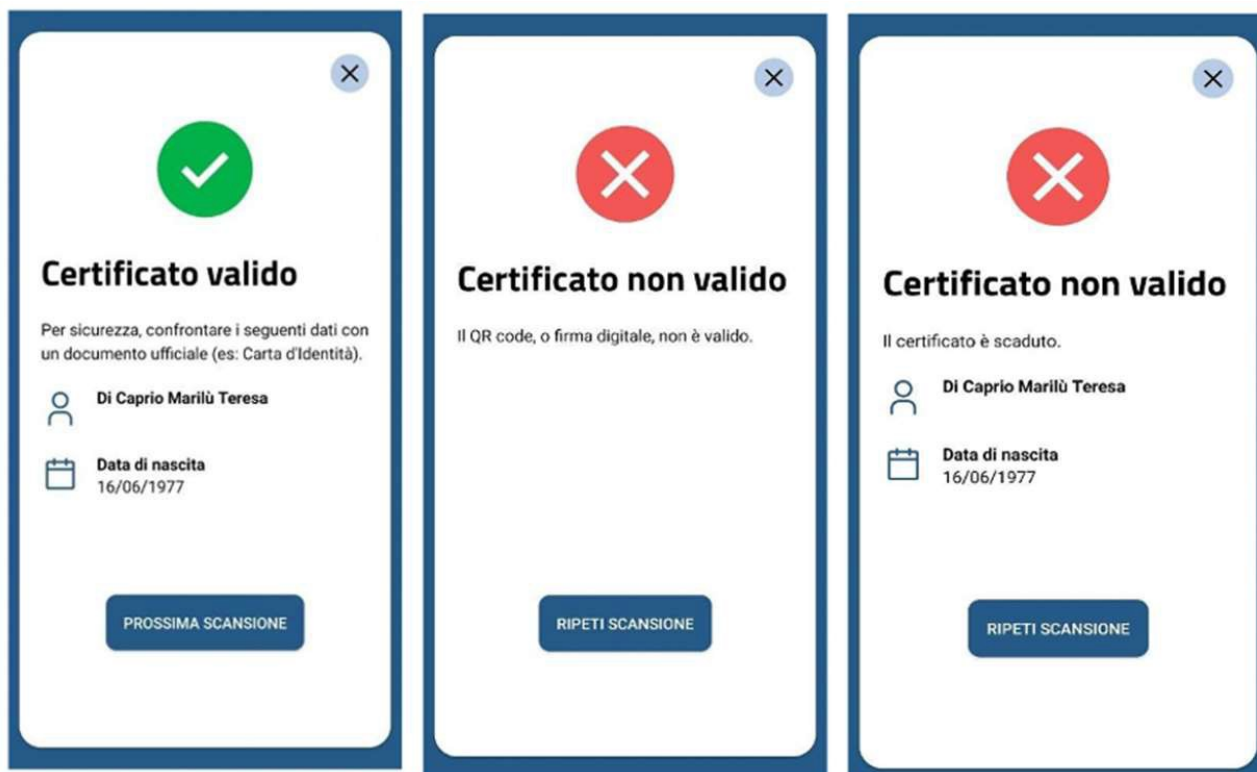 Certificato valido
Per sicurezza, confrontare i seguenti dati con
un documento ufficiale (es: Carta d'Identità).
Di Caprio Marilù Teresa
Data di nascita
16/06/1977
PROSSIMA SCANSIONE
Certificato non valido
Il QR code, o firma digitale, non è valido.
RIPETI SCANSIONE
Certificato non valido
Il certificato è scaduto.
Di Caprio Marilù Teresa
Data di nascita
16/06/1977
RIPETI SCANSIONE